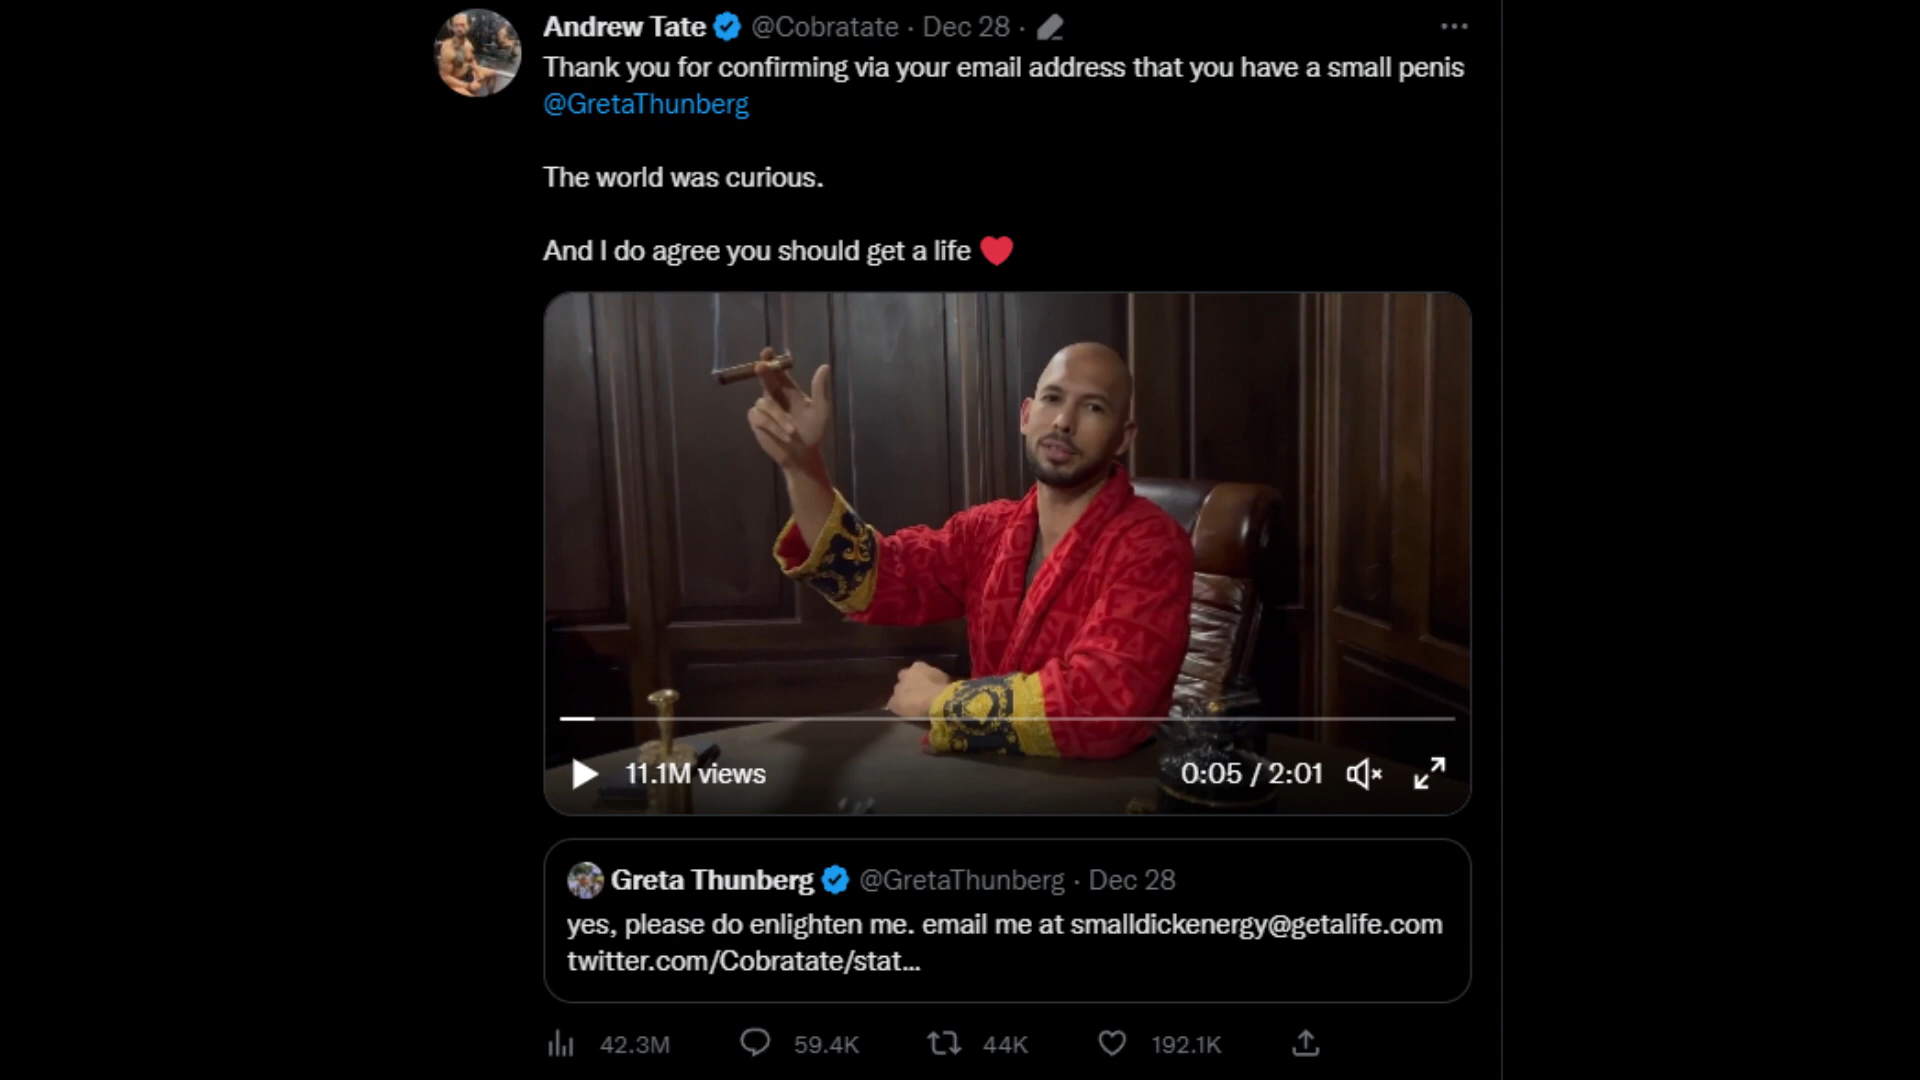 Andrew Tate @Cobratate · Dec 28 ·
Thank you for confirming via your email address that you have a small penis
@GretaThunberg
The world was curious.
And I do agree you should get a life ❤️
11.1M views
0:05 / 2:01
Greta Thunberg @GretaThunberg · Dec 28
yes, please do enlighten me. email me at smalldickenergy@getalife.com
twitter.com/Cobratate/stat...
42.3M 59.4K 44K 192.1K